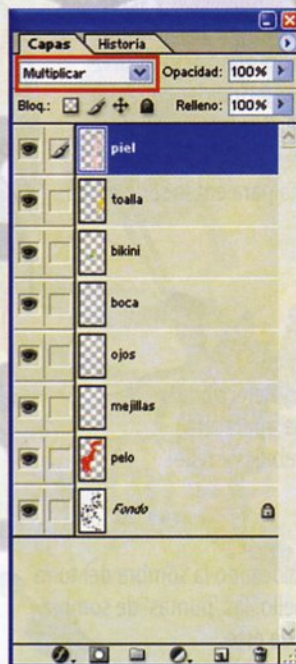 Capas Historia
Multiplicar Opacidad: 100%
Bloq.: Relleno: 100%
piel
toalla
bikini
boca
ojos
mejillas
pelo
Fondo